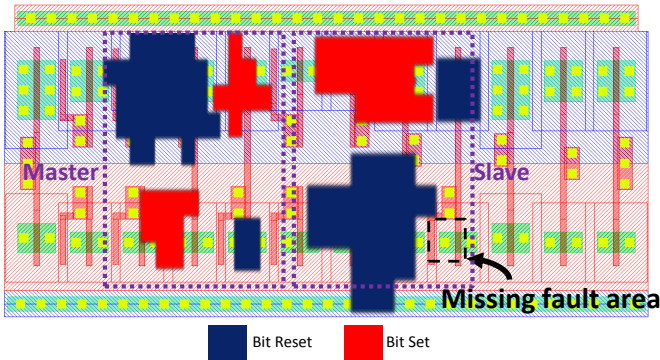 Master
Slave
Missing fault area
Bit Reset
Bit Set